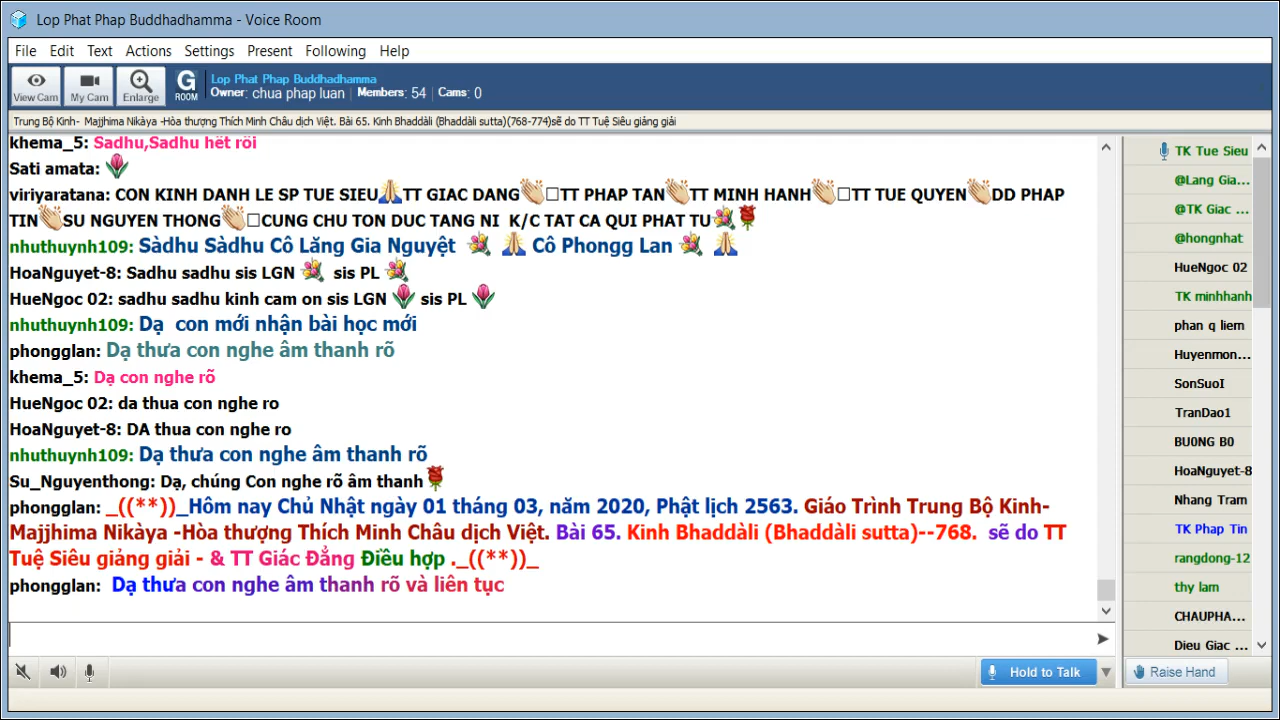 Lop Phat Phap Buddhadhamma - Voice Room
File Edit Text Actions Settings Present Following Help
View Cam My Cam Enlarge G ROOM
Lop Phat Phap Buddhadhamma
Owner: chua phap luan | Members: 54 | Cams: 0
Trung Bộ Kinh- Majjhima Nikàya -Hòa thượng Thích Minh Châu dịch Việt. Bài 65. Kinh Bhaddàli (Bhaddàli sutta)(768-774)sẽ do TT Tuệ Siêu giảng giải
khema_5: Sadhu,Sadhu hết rồi
Sati amata: 🌷
viriyaratana: CON KINH DANH LE SP TUE SIEU🙏TT GIAC DANG👏🏻□TT PHAP TAN👏🏻TT MINH HANH👏🏻□TT TUE QUYEN👏🏻DD PHAP
TIN👏🏻SU NGUYEN THONG👏🏻□CUNG CHU TON DUC TANG NI K/C TAT CA QUI PHAT TU💐🌹
nhuthuynh109: Sàdhu Sàdhu Cô Lăng Gia Nguyệt 💐 🙏 Cô Phongg Lan 💐 🙏
HoaNguyet-8: Sadhu sadhu sis LGN 💐 sis PL 💐
HueNgoc 02: sadhu sadhu kinh cam on sis LGN 🌷 sis PL 🌷
nhuthuynh109: Dạ con mới nhận bài học mới
phongglan: Dạ thưa con nghe âm thanh rõ
khema_5: Dạ con nghe rõ
HueNgoc 02: da thua con nghe ro
HoaNguyet-8: DA thua con nghe ro
nhuthuynh109: Dạ thưa con nghe âm thanh rõ
Su_Nguyenthong: Dạ, chúng Con nghe rõ âm thanh🌹
phongglan: _((**))_Hôm nay Chủ Nhật ngày 01 tháng 03, năm 2020, Phật lịch 2563. Giáo Trình Trung Bộ Kinh-
Majjhima Nikàya -Hòa thượng Thích Minh Châu dịch Việt. Bài 65. Kinh Bhaddàli (Bhaddàli sutta)--768. sẽ do TT
Tuệ Siêu giảng giải - & TT Giác Đẳng Điều hợp ._((**))_
phongglan: Dạ thưa con nghe âm thanh rõ và liên tục
Hold to Talk
TK Tue Sieu
@Lang Gia...
@TK Giac ...
@hongnhat
HueNgoc 02
TK minhhanh
phan q liem
Huyenmon...
SonSuoI
TranDao1
BU0NG B0
HoaNguyet-8
Nhang Tram
TK Phap Tin
rangdong-12
thy lam
CHAUPHA...
Dieu Giac ...
Raise Hand